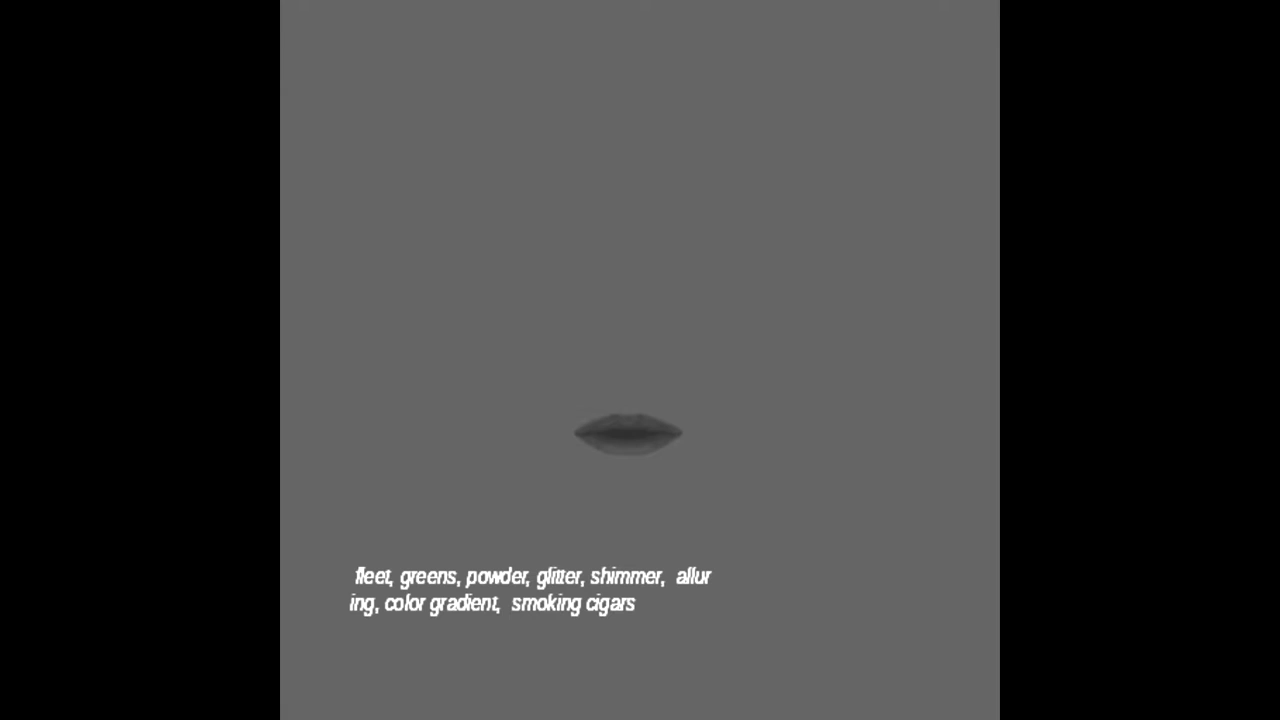 fleet, greens, powder, glitter, shimmer,  allur
ing, color gradient,  smoking cigars